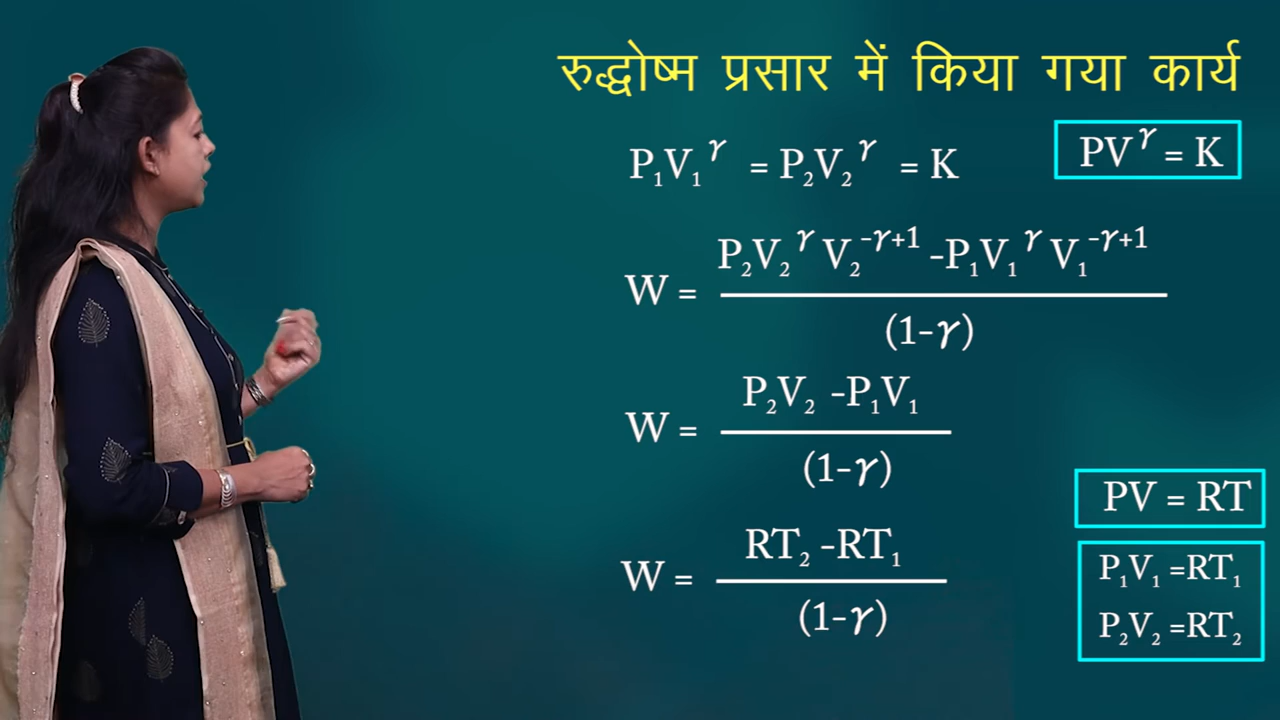 रुद्धोष्म प्रसार में किया गया कार्य
P₁V₁^γ = P₂V₂^γ = K
PV^γ = K
W = (P₂V₂^γ V₂^(-γ+1) - P₁V₁^γ V₁^(-γ+1)) / (1-γ)
W = (P₂V₂ - P₁V₁) / (1-γ)
PV = RT
W = (RT₂ - RT₁) / (1-γ)
P₁V₁ = RT₁
P₂V₂ = RT₂